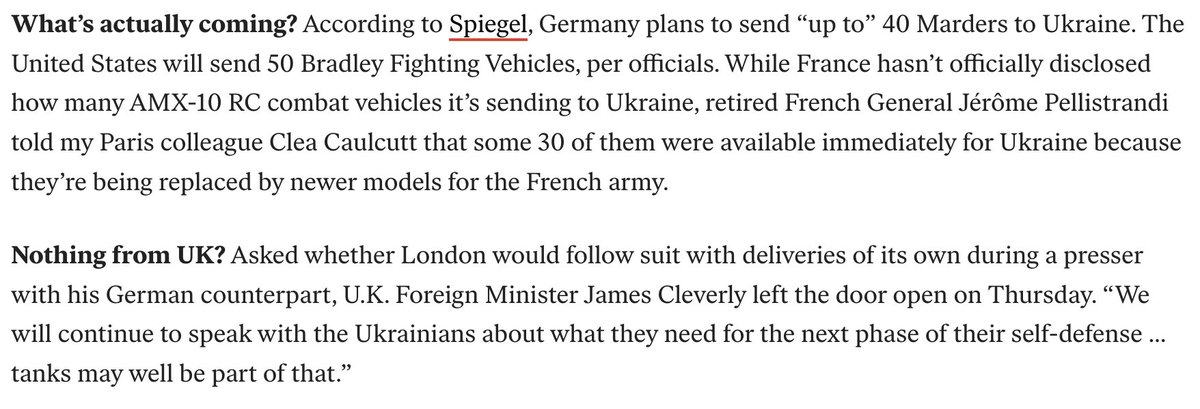 What’s actually coming? According to Spiegel, Germany plans to send “up to” 40 Marders to Ukraine. The
United States will send 50 Bradley Fighting Vehicles, per officials. While France hasn’t officially disclosed
how many AMX-10 RC combat vehicles it’s sending to Ukraine, retired French General Jérôme Pellistrandi
told my Paris colleague Clea Caulcutt that some 30 of them were available immediately for Ukraine because
they’re being replaced by newer models for the French army.
Nothing from UK? Asked whether London would follow suit with deliveries of its own during a presser
with his German counterpart, U.K. Foreign Minister James Cleverly left the door open on Thursday. “We
will continue to speak with the Ukrainians about what they need for the next phase of their self-defense ...
tanks may well be part of that.”